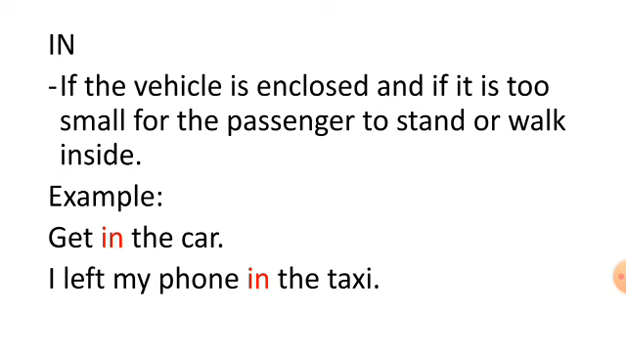 IN
-If the vehicle is enclosed and if it is too
small for the passenger to stand or walk
inside.
Example:
Get in the car.
I left my phone in the taxi.